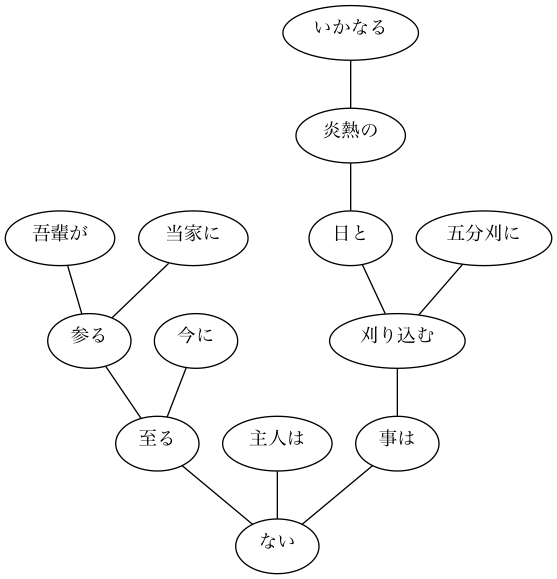 いかなる
炎熱の
吾輩が 当家に 日と 五分刈に
参る 今に 刈り込む
至る 主人は 事は
ない